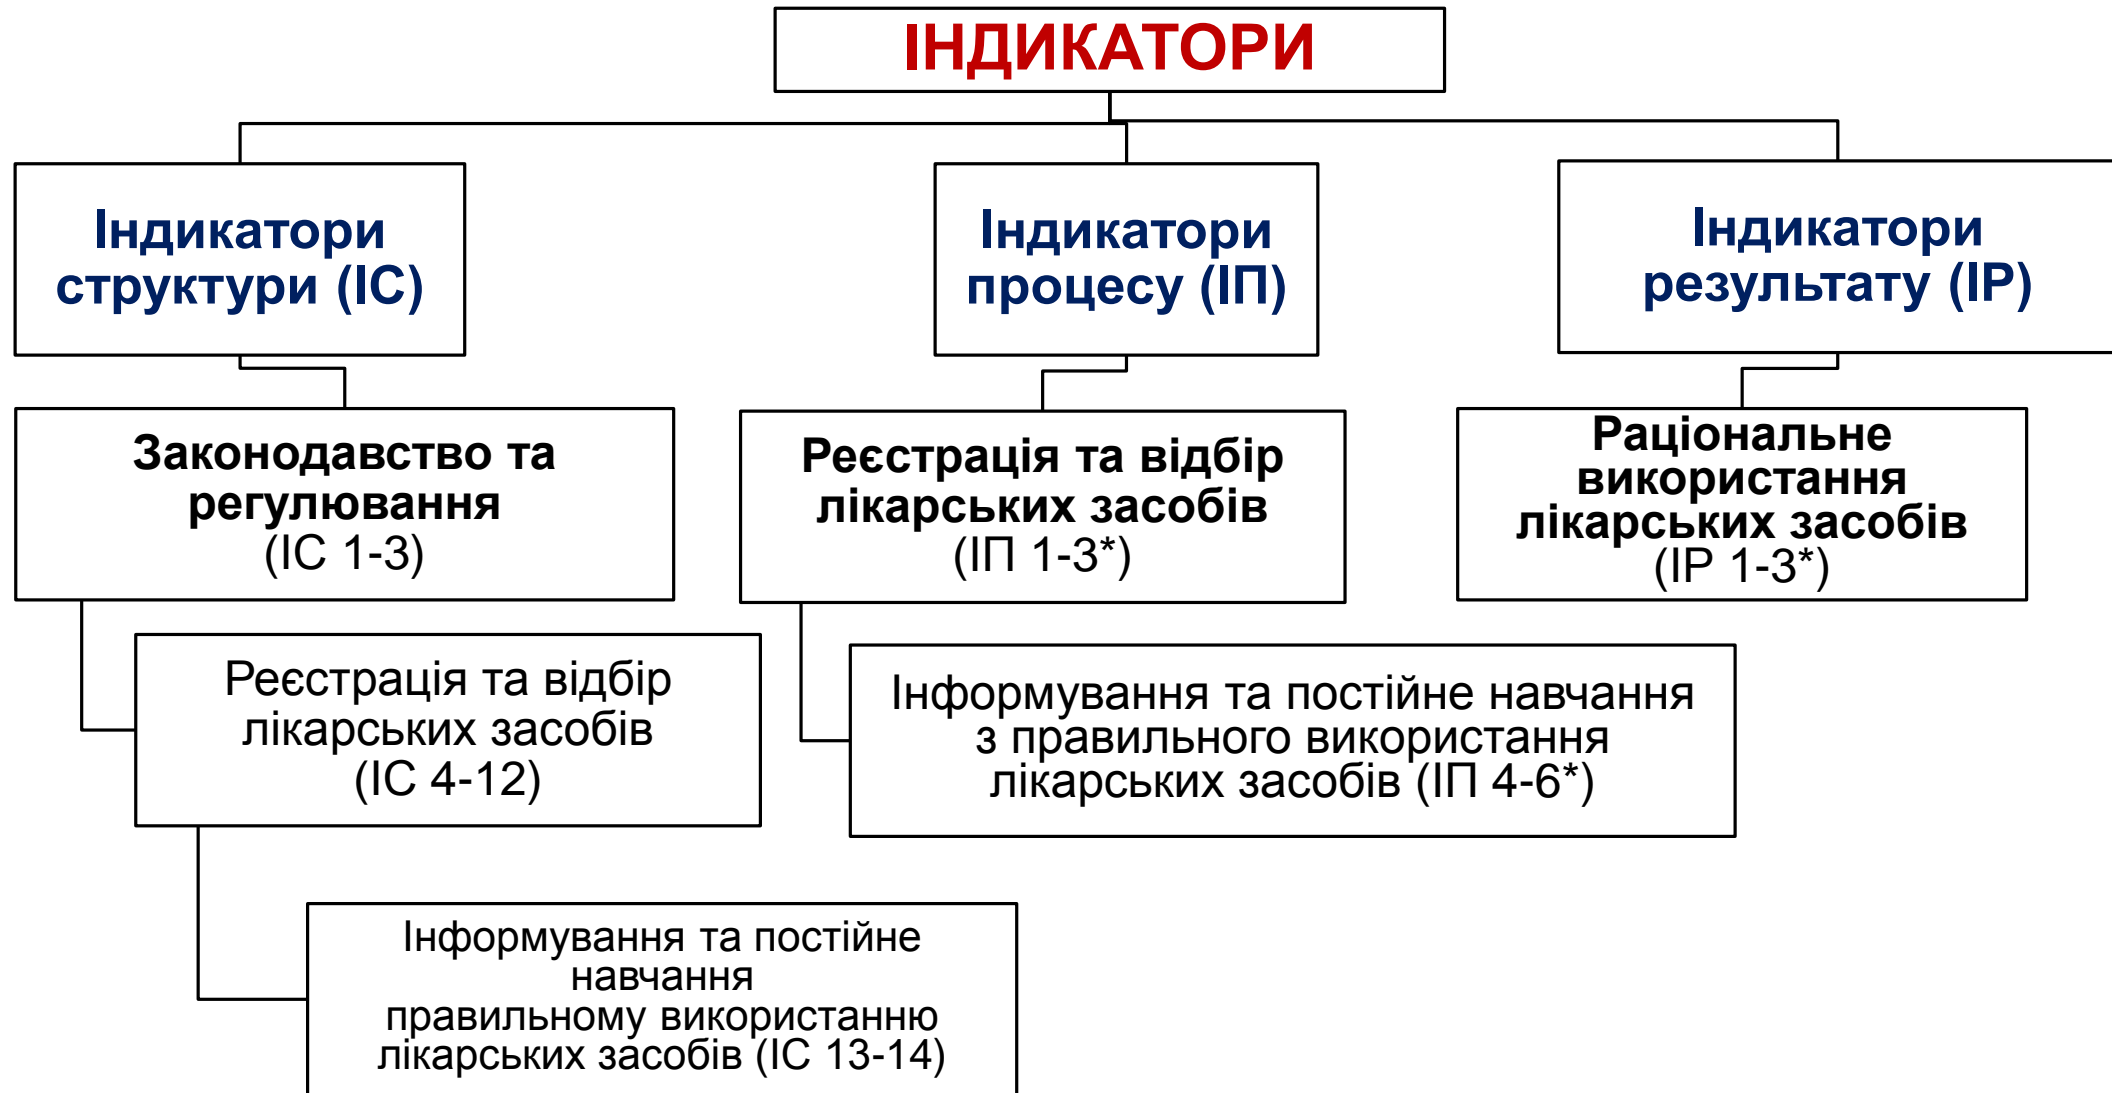 ІНДИКАТОРИ
Індикатори
структури (ІС)
Індикатори
процесу (ІП)
Індикатори
результату (ІР)
Законодавство та
регулювання
(ІС 1-3)
Реєстрація та відбір
лікарських засобів
(ІП 1-3*)
Раціональне
використання
лікарських засобів
(ІР 1-3*)
Реєстрація та відбір
лікарських засобів
(ІС 4-12)
Інформування та постійне навчання
з правильного використання
лікарських засобів (ІП 4-6*)
Інформування та постійне
навчання
правильному використанню
лікарських засобів (ІС 13-14)